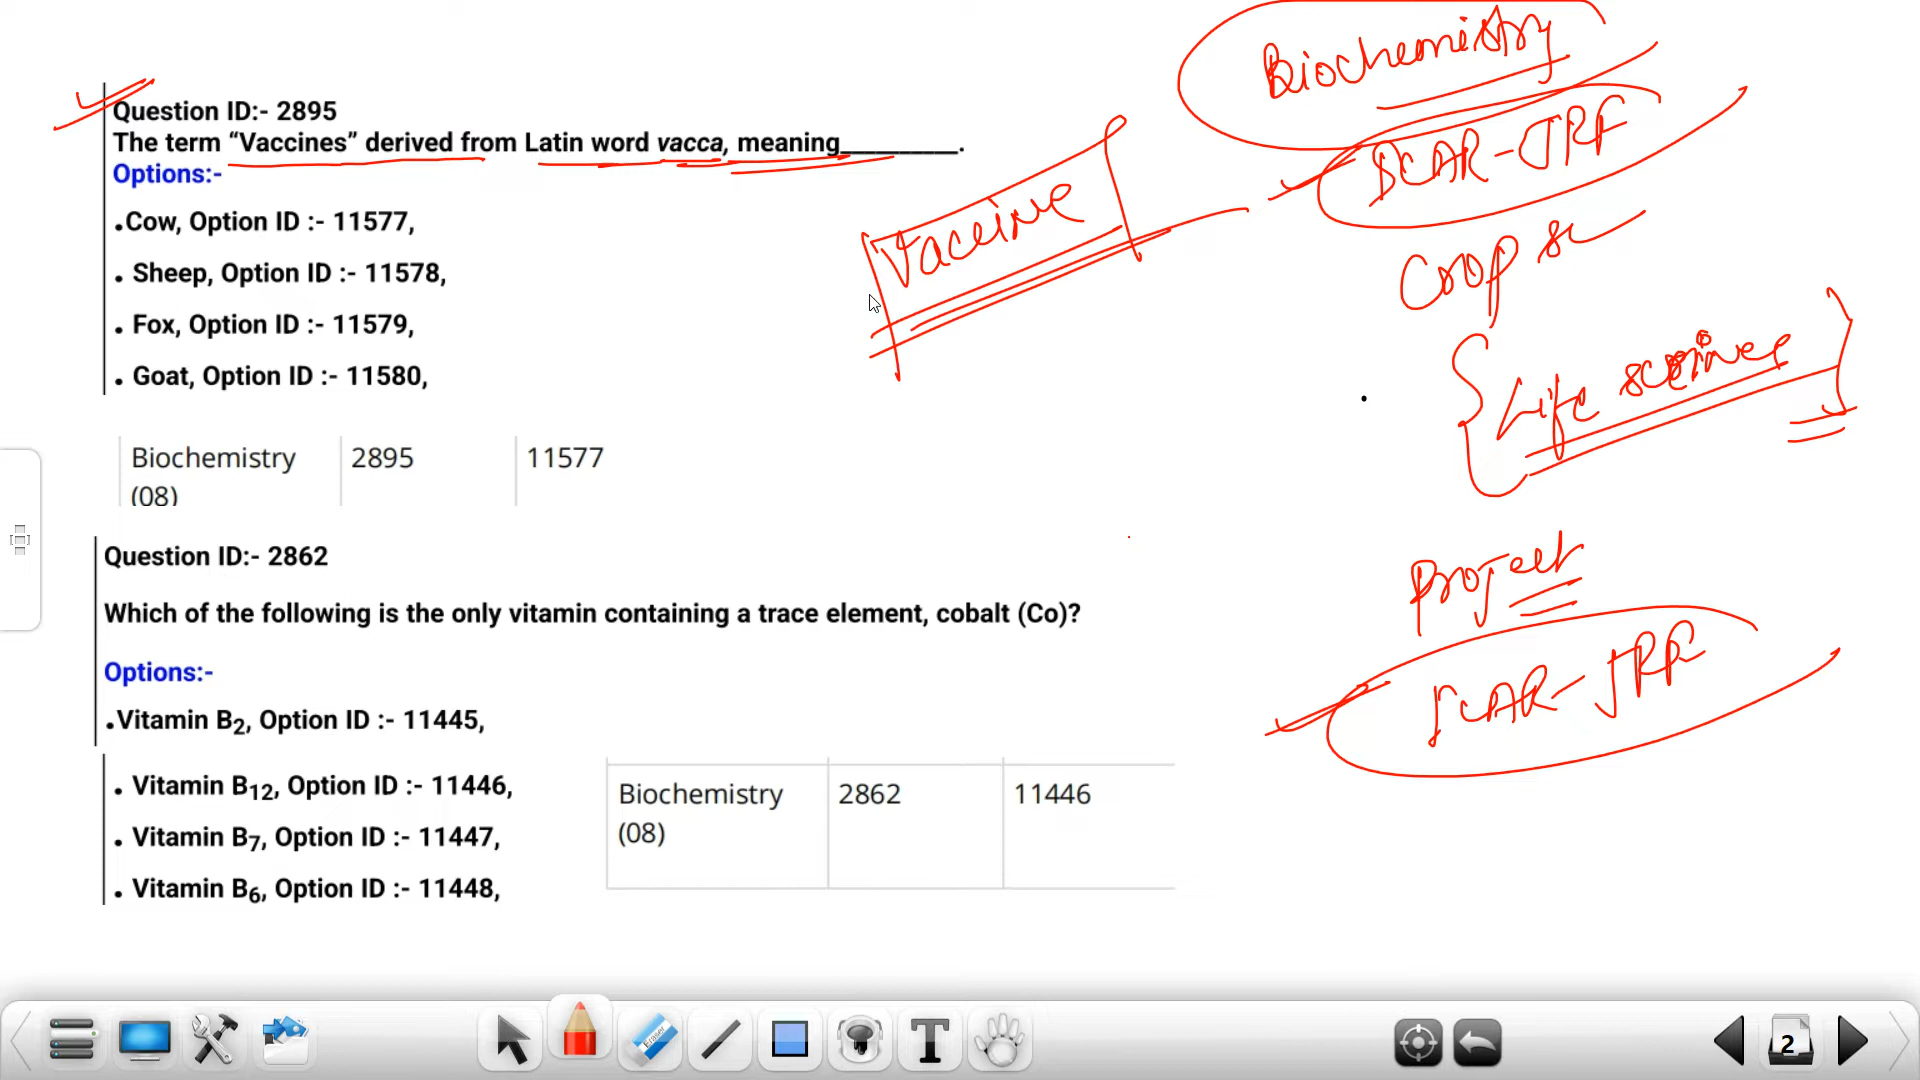 Question ID:- 2895
The term “Vaccines” derived from Latin word vacca, meaning__________.
Options:-
.Cow, Option ID :- 11577,
. Sheep, Option ID :- 11578,
. Fox, Option ID :- 11579,
. Goat, Option ID :- 11580,
Biochemistry (08) 2895 11577
Question ID:- 2862
Which of the following is the only vitamin containing a trace element, cobalt (Co)?
Options:-
.Vitamin B2, Option ID :- 11445,
. Vitamin B12, Option ID :- 11446,
. Vitamin B7, Option ID :- 11447,
. Vitamin B6, Option ID :- 11448,
Biochemistry (08) 2862 11446
Vaccine
Biochemistry
ICAR-JRF
Crop sc
Project
ICAR-JRF
Eraser
T
2